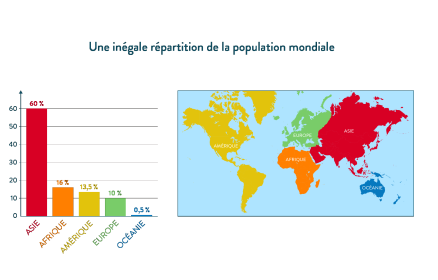 Une inégale répartition de la population mondiale
60 %
16 %
13,5 %
10 %
0,5 %
60
50
40
30
20
10
0
ASIE
AFRIQUE
AMÉRIQUE
EUROPE
OCÉANIE
AMÉRIQUE
EUROPE
ASIE
AFRIQUE
OCÉANIE